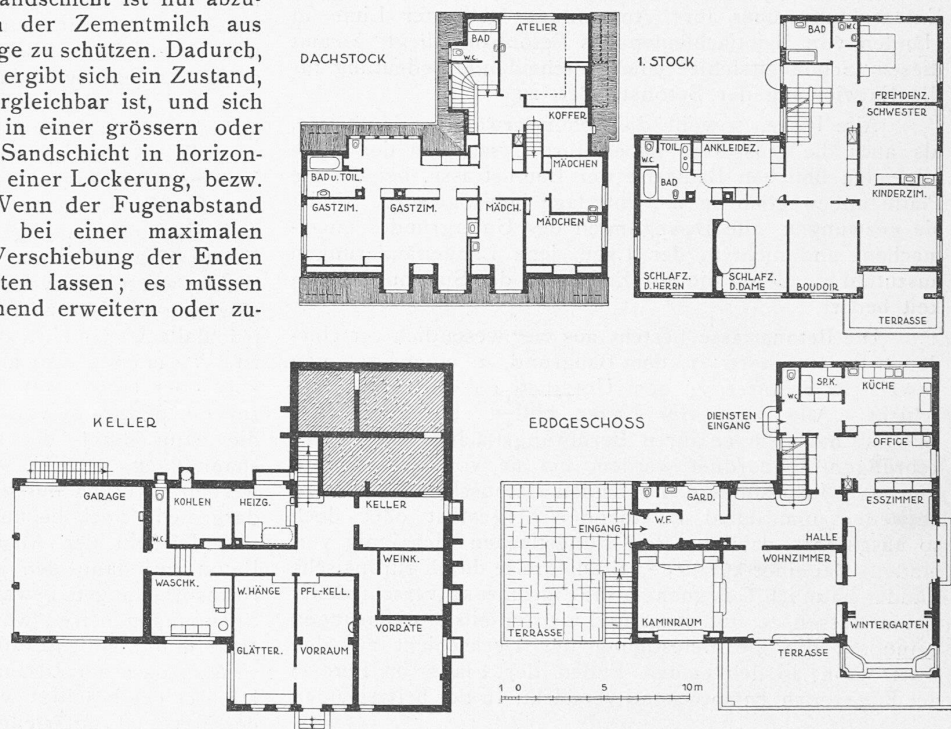 andschicht ist nur abzu-
n der Zementmilch aus
ge zu schützen. Dadurch,
ergibt sich ein Zustand,
rgleichbar ist, und sich
in einer grössern oder
Sandschicht in horizon-
einer Lockerung, bezw.
Wenn der Fugenabstand
bei einer maximalen
Verschiebung der Enden
ten lassen; es müssen
nend erweitern oder zu-
DACHSTOCK
BAD
W.C.
ATELIER
KOFFER
BAD u. TOIL.
MÄDCHEN
GASTZIM.
GASTZIM.
MÄDCH.
MÄDCHEN
1. STOCK
BAD
W.C.
FREMDENZ.
SCHWESTER
TOIL.
W.C.
ANKLEIDEZ.
BAD
KINDERZIM.
SCHLAFZ.
D. HERRN
SCHLAFZ.
D. DAME
BOUDOIR
TERRASSE
KELLER
GARAGE
KOHLEN
HEIZG.
KELLER
W.C.
WEINK.
WASCHK.
W. HÄNGE
PFL.-KELL.
VORRÄTE
GLÄTTER.
VORRAUM
ERDGESCHOSS
W.C.
SP.K.
KÜCHE
DIENSTEN
EINGANG
OFFICE
GARD.
ESSZIMMER
W.F.
EINGANG
HALLE
WOHNZIMMER
TERRASSE
KAMINRAUM
TERRASSE
WINTERGARTEN
1 0 5 10 m